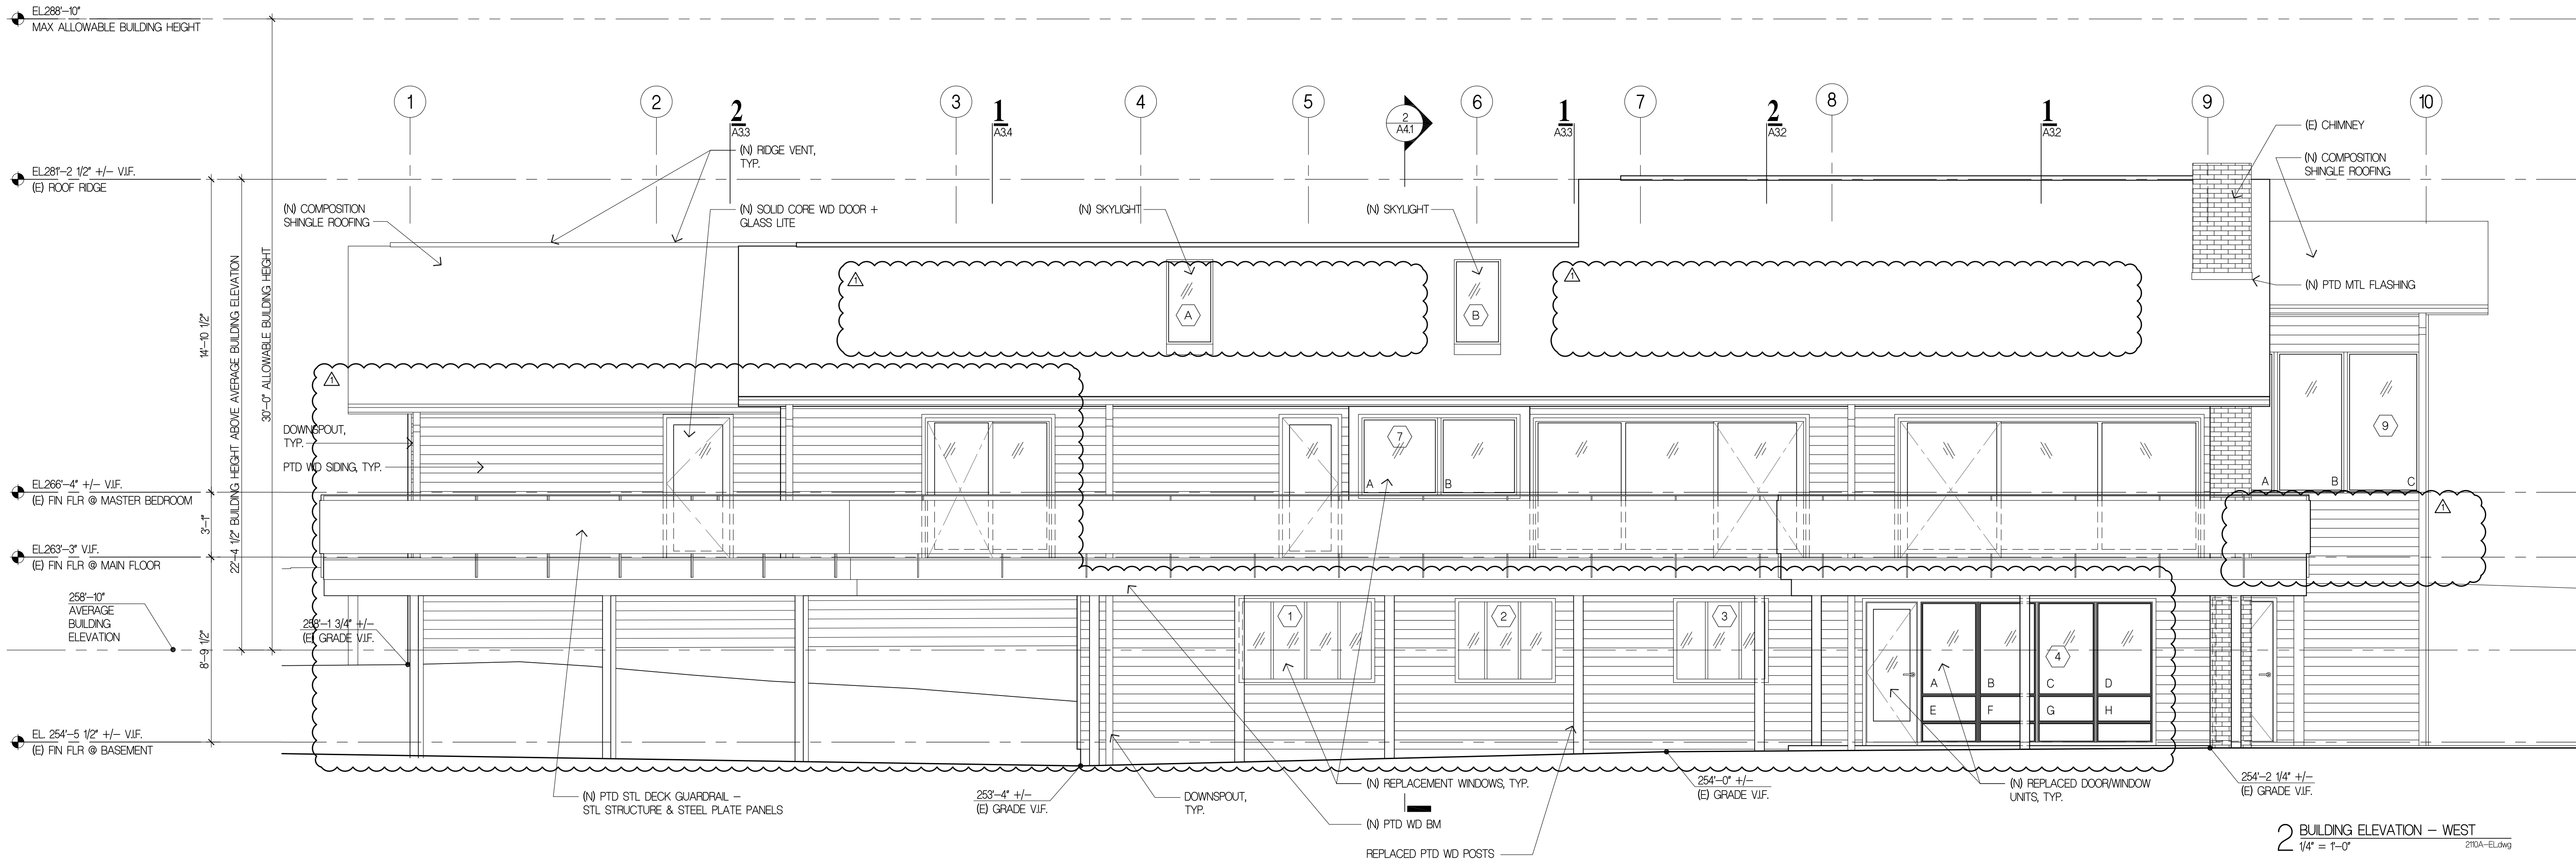 EL288'-10"
MAX ALLOWABLE BUILDING HEIGHT
1
2
3
4
5
6
7
8
9
10
2
A3.3
1
A3.4
2
A4.1
1
A3.3
2
A3.2
1
A3.2
(E) CHIMNEY
(N) RIDGE VENT,
TYP.
(N) COMPOSITION
SHINGLE ROOFING
EL281'-2 1/2" +/- V.I.F.
(E) ROOF RIDGE
(N) COMPOSITION
SHINGLE ROOFING
(N) SOLID CORE WD DOOR +
GLASS LITE
(N) SKYLIGHT
(N) SKYLIGHT
(N) PTD MTL FLASHING
1
1
A
B
14'-10 1/2"
22'-4 1/2" BUILDING HEIGHT ABOVE AVERAGE BUILDING ELEVATION
30'-0" ALLOWABLE BUILDING HEIGHT
1
DOWNSPOUT,
TYP.
PTD WD SIDING, TYP.
7
A
B
9
A
B
C
EL266'-4" +/- V.I.F.
(E) FIN FLR @ MASTER BEDROOM
3'-1"
1
EL263'-3" V.I.F.
(E) FIN FLR @ MAIN FLOOR
258'-10"
AVERAGE
BUILDING
ELEVATION
258'-1 3/4" +/-
(E) GRADE V.I.F.
8'-9 1/2"
1
2
3
4
A
B
C
D
E
F
G
H
EL. 254'-5 1/2" +/- V.I.F.
(E) FIN FLR @ BASEMENT
(N) PTD STL DECK GUARDRAIL -
STL STRUCTURE & STEEL PLATE PANELS
253'-4" +/-
(E) GRADE V.I.F.
DOWNSPOUT,
TYP.
(N) REPLACEMENT WINDOWS, TYP.
(N) PTD WD BM
REPLACED PTD WD POSTS
254'-0" +/-
(E) GRADE V.I.F.
(N) REPLACED DOOR/WINDOW
UNITS, TYP.
254'-2 1/4" +/-
(E) GRADE V.I.F.
2 BUILDING ELEVATION - WEST
1/4" = 1'-0"
2110A-EL.dwg